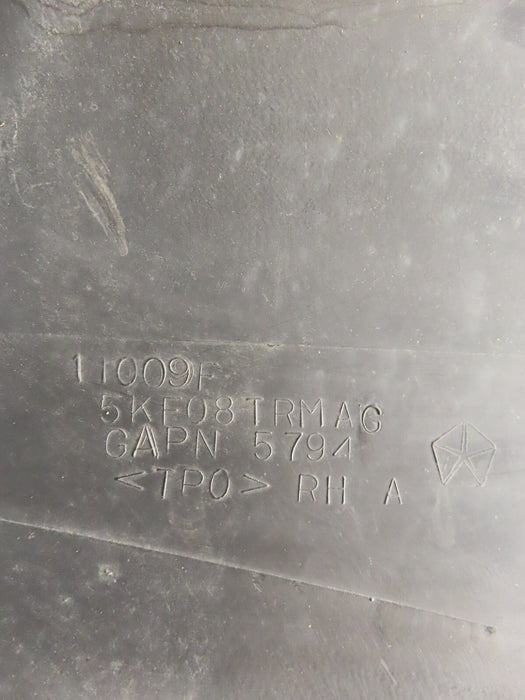 11009F
5KF08TRMAG
GAPN 5794
<TPO> RH A